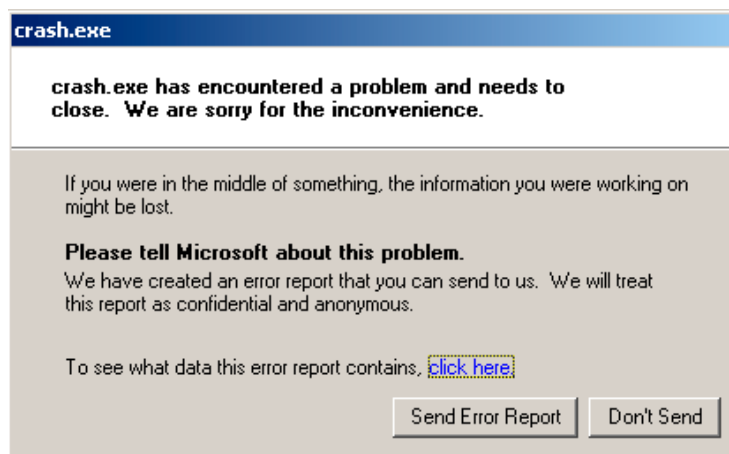 crash.exe
crash.exe has encountered a problem and needs to
close.  We are sorry for the inconvenience.
If you were in the middle of something, the information you were working on
might be lost.
Please tell Microsoft about this problem.
We have created an error report that you can send to us.  We will treat
this report as confidential and anonymous.
To see what data this error report contains, click here.
Send Error Report
Don't Send